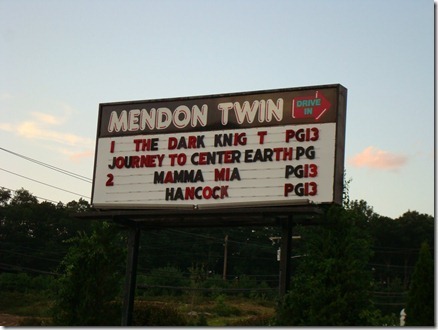 MENDON TWIN
DRIVE IN
1 THE DARK KNIG T PG13
JOURNEY TO CENTER EARTH PG
2 MAMMA MIA PG13
HANCOCK PG13